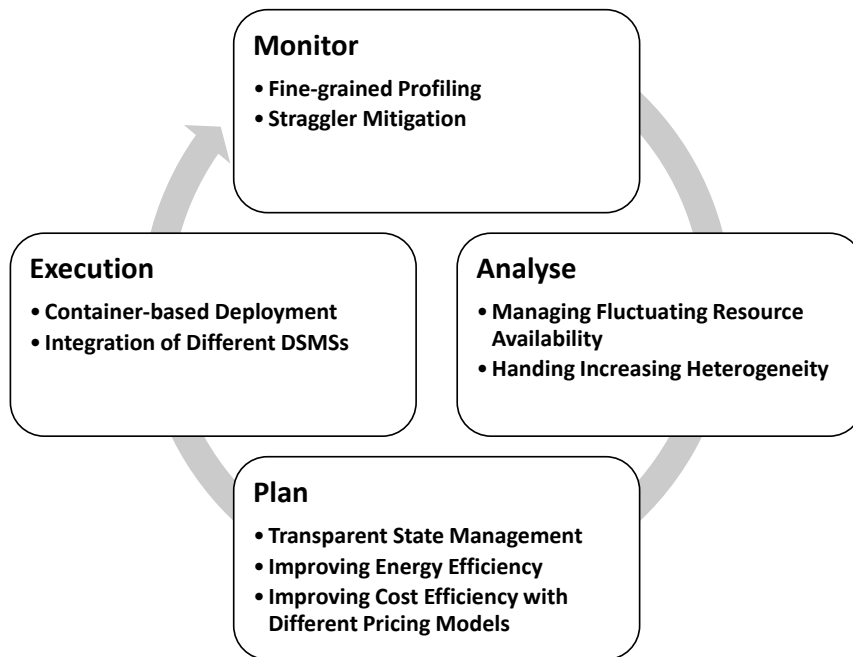 Monitor
• Fine-grained Profiling
• Straggler Mitigation
Execution
• Container-based Deployment
• Integration of Different DSMSs
Analyse
• Managing Fluctuating Resource
Availability
• Handing Increasing Heterogeneity
Plan
• Transparent State Management
• Improving Energy Efficiency
• Improving Cost Efficiency with
Different Pricing Models